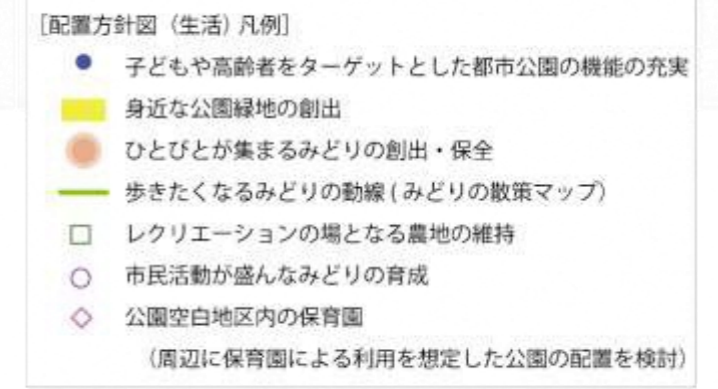 [配置方針図（生活）凡例]
子どもや高齢者をターゲットとした都市公園の機能の充実
身近な公園緑地の創出
ひとびとが集まるみどりの創出・保全
歩きたくなるみどりの動線(みどりの散策マップ)
レクリエーションの場となる農地の維持
市民活動が盛んなみどりの育成
公園空白地区内の保育園
（周辺に保育園による利用を想定した公園の配置を検討）